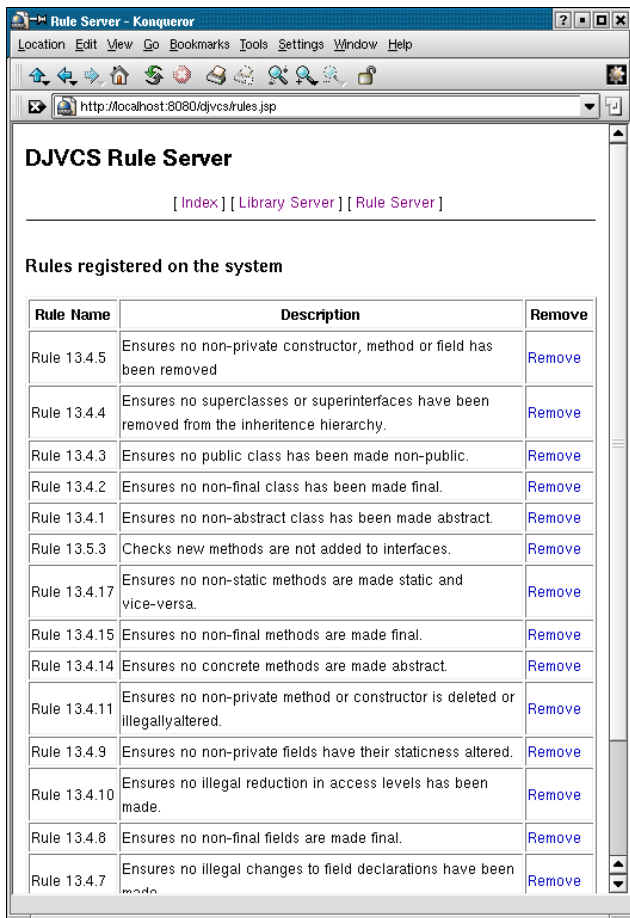 Rule Server - Konqueror
Location Edit View Go Bookmarks Tools Settings Window Help
http://localhost:8080/djvcs/rules.jsp
DJVCS Rule Server
[ Index ] [ Library Server ] [ Rule Server ]
Rules registered on the system
Rule Name Description Remove
Rule 13.4.5 Ensures no non-private constructor, method or field has
been removed Remove
Rule 13.4.4 Ensures no superclasses or superinterfaces have been
removed from the inheritence hierarchy. Remove
Rule 13.4.3 Ensures no public class has been made non-public. Remove
Rule 13.4.2 Ensures no non-final class has been made final. Remove
Rule 13.4.1 Ensures no non-abstract class has been made abstract. Remove
Rule 13.5.3 Checks new methods are not added to interfaces. Remove
Rule 13.4.17 Ensures no non-static methods are made static and
vice-versa. Remove
Rule 13.4.15 Ensures no non-final methods are made final. Remove
Rule 13.4.14 Ensures no concrete methods are made abstract. Remove
Rule 13.4.11 Ensures no non-private method or constructor is deleted or
illegallyaltered. Remove
Rule 13.4.9 Ensures no non-private fields have their staticness altered. Remove
Rule 13.4.10 Ensures no illegal reduction in access levels has been
made. Remove
Rule 13.4.8 Ensures no non-final fields are made final. Remove
Rule 13.4.7 Ensures no illegal changes to field declarations have been
made Remove